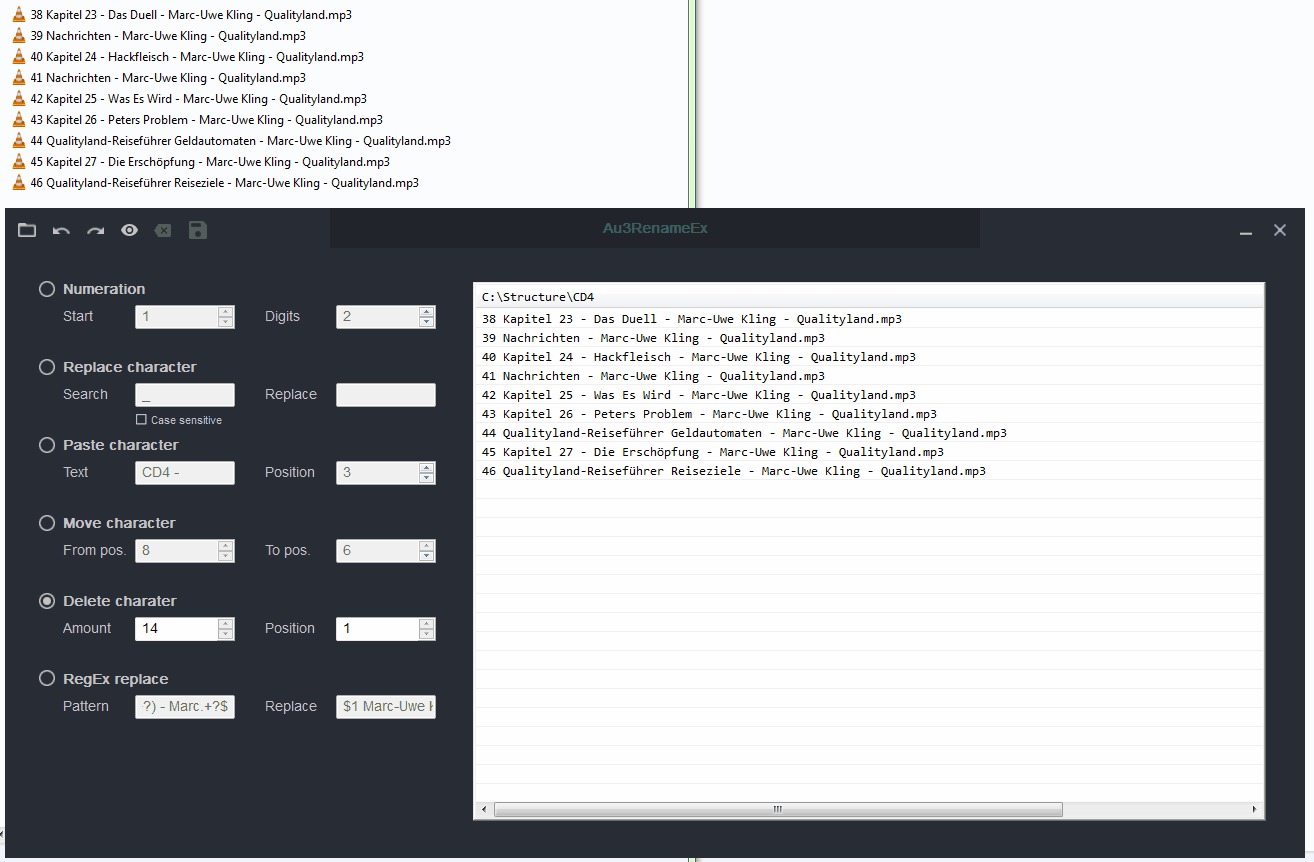 38 Kapitel 23 - Das Duell - Marc-Uwe Kling - Qualityland.mp3
39 Nachrichten - Marc-Uwe Kling - Qualityland.mp3
40 Kapitel 24 - Hackfleisch - Marc-Uwe Kling - Qualityland.mp3
41 Nachrichten - Marc-Uwe Kling - Qualityland.mp3
42 Kapitel 25 - Was Es Wird - Marc-Uwe Kling - Qualityland.mp3
43 Kapitel 26 - Peters Problem - Marc-Uwe Kling - Qualityland.mp3
44 Qualityland-Reiseführer Geldautomaten - Marc-Uwe Kling - Qualityland.mp3
45 Kapitel 27 - Die Erschöpfung - Marc-Uwe Kling - Qualityland.mp3
46 Qualityland-Reiseführer Reiseziele - Marc-Uwe Kling - Qualityland.mp3
Au3RenameEx
Numeration
Start 1 Digits 2
Replace character
Search _ Replace
Case sensitive
Paste character
Text CD4 - Position 3
Move character
From pos. 8 To pos. 6
Delete charater
Amount 14 Position 1
RegEx replace
Pattern ?) - Marc.+?$ Replace $1 Marc-Uwe
C:\Structure\CD4
38 Kapitel 23 - Das Duell - Marc-Uwe Kling - Qualityland.mp3
39 Nachrichten - Marc-Uwe Kling - Qualityland.mp3
40 Kapitel 24 - Hackfleisch - Marc-Uwe Kling - Qualityland.mp3
41 Nachrichten - Marc-Uwe Kling - Qualityland.mp3
42 Kapitel 25 - Was Es Wird - Marc-Uwe Kling - Qualityland.mp3
43 Kapitel 26 - Peters Problem - Marc-Uwe Kling - Qualityland.mp3
44 Qualityland-Reiseführer Geldautomaten - Marc-Uwe Kling - Qualityland.mp3
45 Kapitel 27 - Die Erschöpfung - Marc-Uwe Kling - Qualityland.mp3
46 Qualityland-Reiseführer Reiseziele - Marc-Uwe Kling - Qualityland.mp3